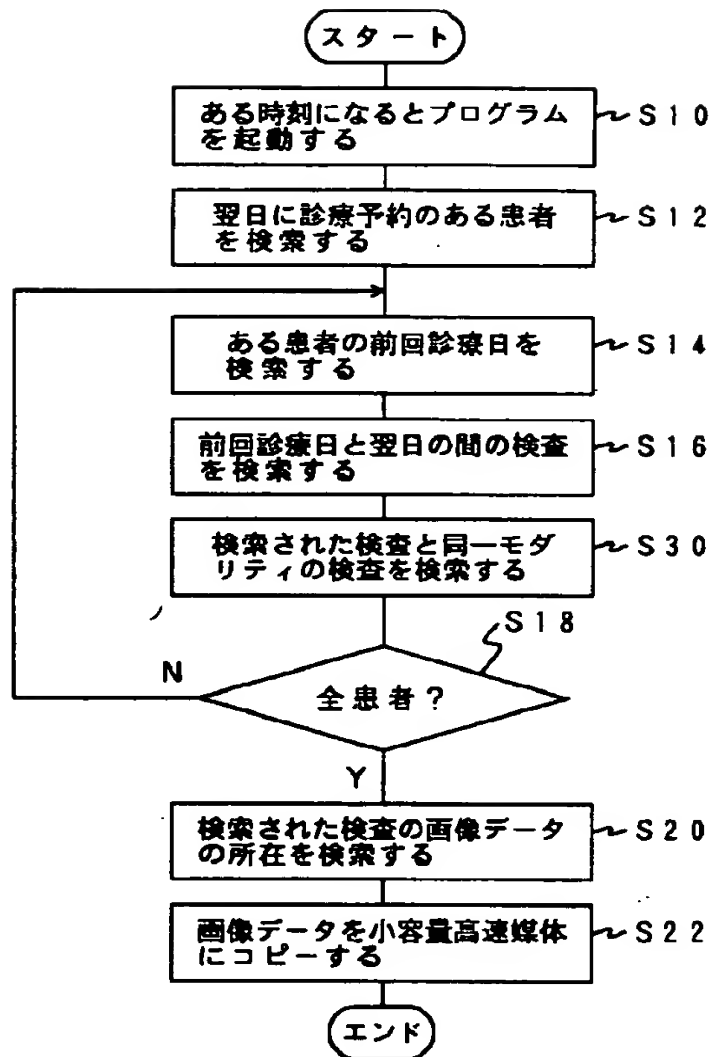 スタート
ある時刻になるとプログラム
を起動する
S10
翌日に診療予約のある患者
を検索する
S12
ある患者の前回診療日を
検索する
S14
前回診療日と翌日の間の検査
を検索する
S16
検索された検査と同一モダ
リティの検査を検索する
S30
S18
N
全患者?
Y
検索された検査の画像データ
の所在を検索する
S20
画像データを小容量高速媒体
にコピーする
S22
エンド